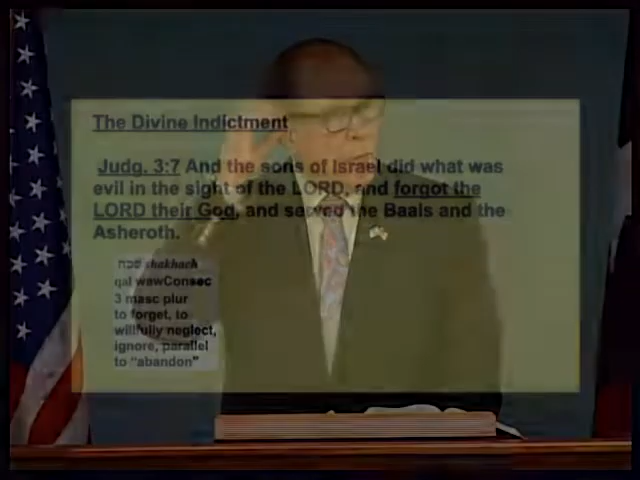 The Divine Indictment
Judg. 3:7 And the sons of Israel did what was
evil in the sight of the LORD, and forgot the
LORD their God, and served the Baals and the
Asheroth.
שכח shakhach
qal wawConsec
3 masc plur
to forget, to
willfully neglect,
ignore, parallel
to “abandon”